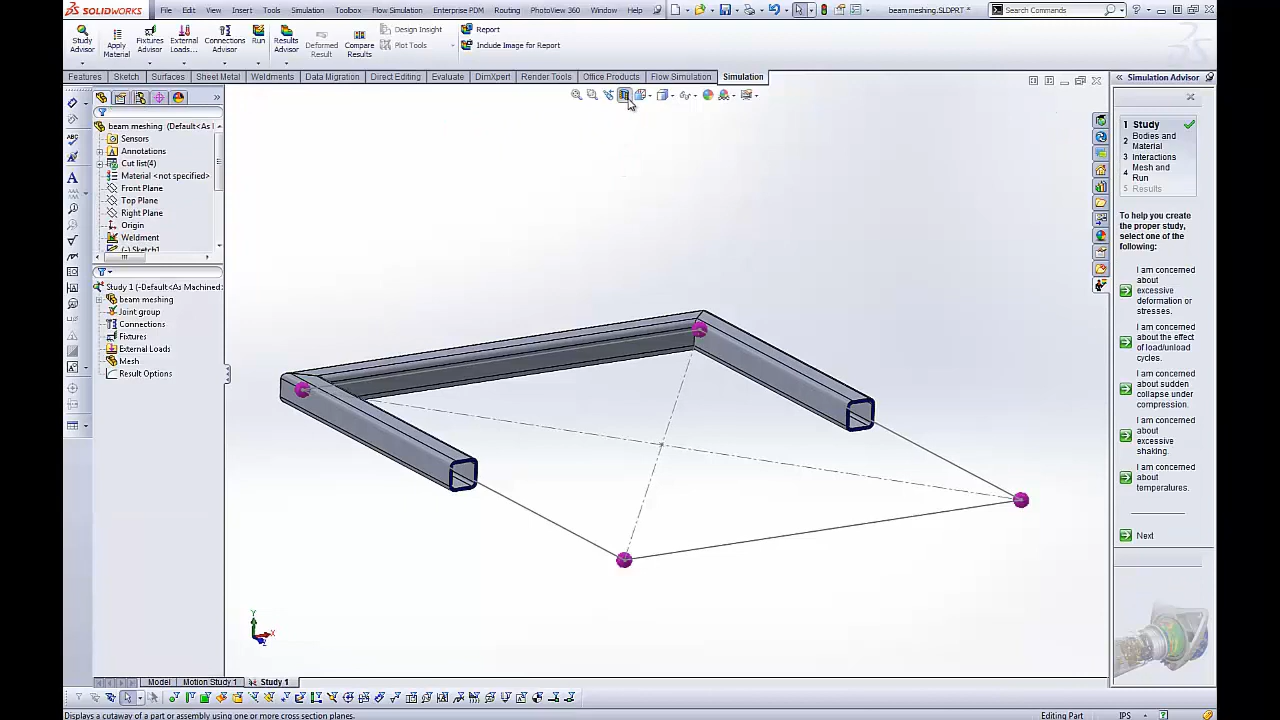 SOLIDWORKS
File Edit View Insert Tools Simulation Toolbox Flow Simulation Enterprise PDM Routing PhotoView 360 Window Help
beam meshing.SLDPRT *
Search Commands
Study Advisor
Apply Material
Fixtures Advisor
External Loads...
Connections Advisor
Run
Results Advisor
Deformed Result
Compare Results
Design Insight
Plot Tools
Report
Include Image for Report
Features Sketch Surfaces Sheet Metal Weldments Data Migration Direct Editing Evaluate DimXpert Render Tools Office Products Flow Simulation Simulation
Simulation Advisor
beam meshing (Default<As
Sensors
Annotations
Cut list(4)
Material <not specified>
Front Plane
Top Plane
Right Plane
Origin
Weldment
(-) Sketch1
Study 1 (-Default<As Machined
beam meshing
Joint group
Connections
Fixtures
External Loads
Mesh
Result Options
1 Study
2 Bodies and Material
3 Interactions
4 Mesh and Run
5 Results
To help you create
the proper study,
select one of the
following:
I am concerned
about
excessive
deformation or
stresses.
I am concerned
about the effect
of load/unload
cycles.
I am concerned
about sudden
collapse under
compression.
I am concerned
about
excessive
shaking.
I am concerned
about
temperatures.
Next
Y
X
Z
Model Motion Study 1 Study 1
Displays a cutaway of a part or assembly using one or more cross section planes.
Editing Part
IPS